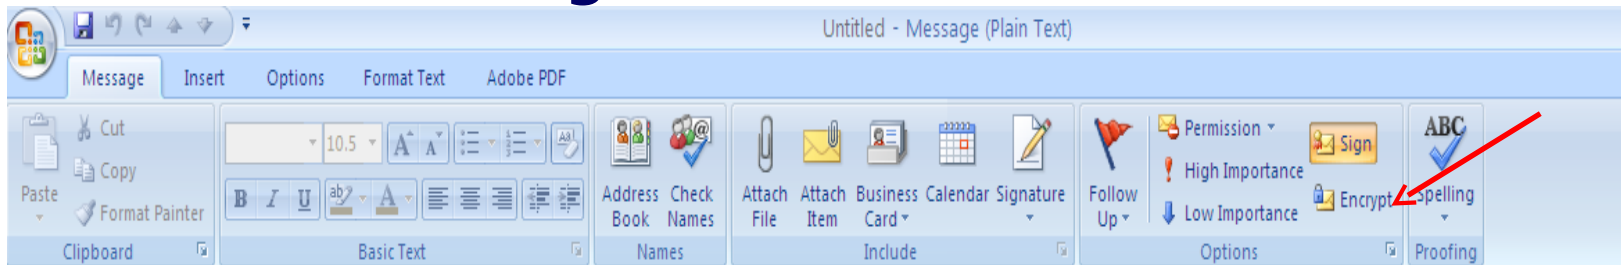 Untitled - Message (Plain Text)
Message Insert Options Format Text Adobe PDF
Cut
Copy
Format Painter
Paste
Clipboard
10.5
A A
B I U ab A
Basic Text
Address Book
Check Names
Names
Attach File
Attach Item
Business Card
Calendar
Signature
Include
Follow Up
Permission
High Importance
Low Importance
Sign
Encrypt
Options
ABC
Spelling
Proofing